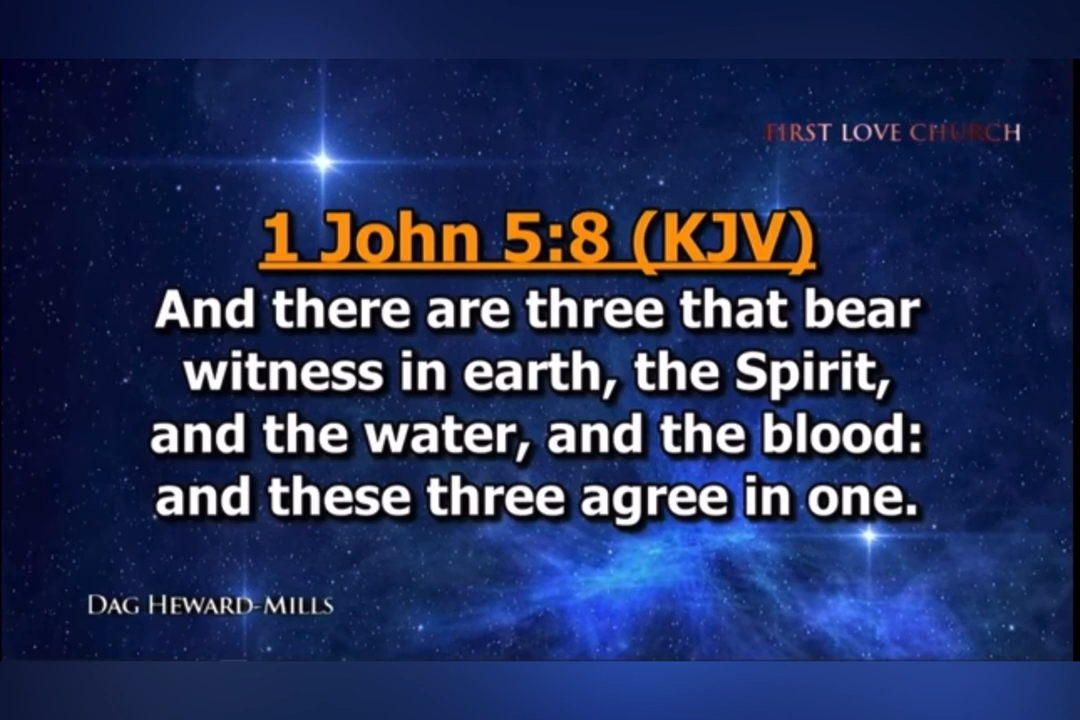 FIRST LOVE CHURCH
1 John 5:8 (KJV)
And there are three that bear
witness in earth, the Spirit,
and the water, and the blood:
and these three agree in one.
DAG HEWARD-MILLS